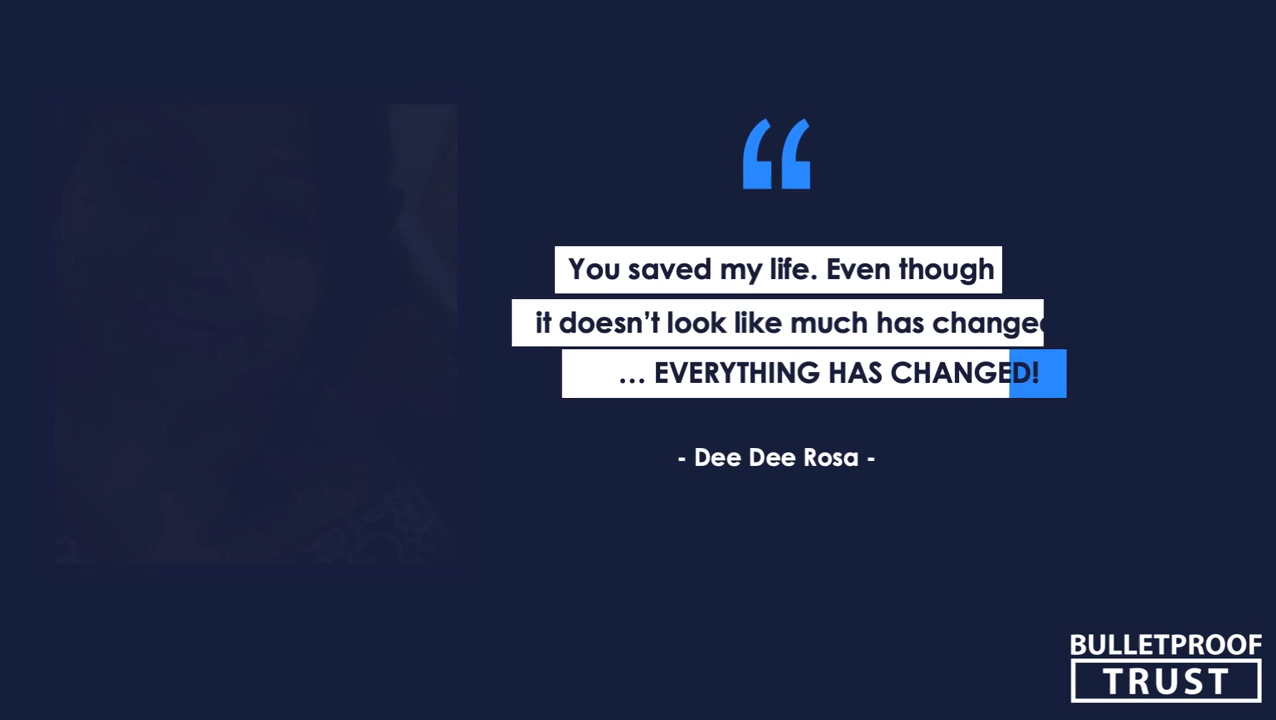 “
You saved my life. Even though
it doesn’t look like much has changed
… EVERYTHING HAS CHANGED!
- Dee Dee Rosa -
BULLETPROOF
TRUST